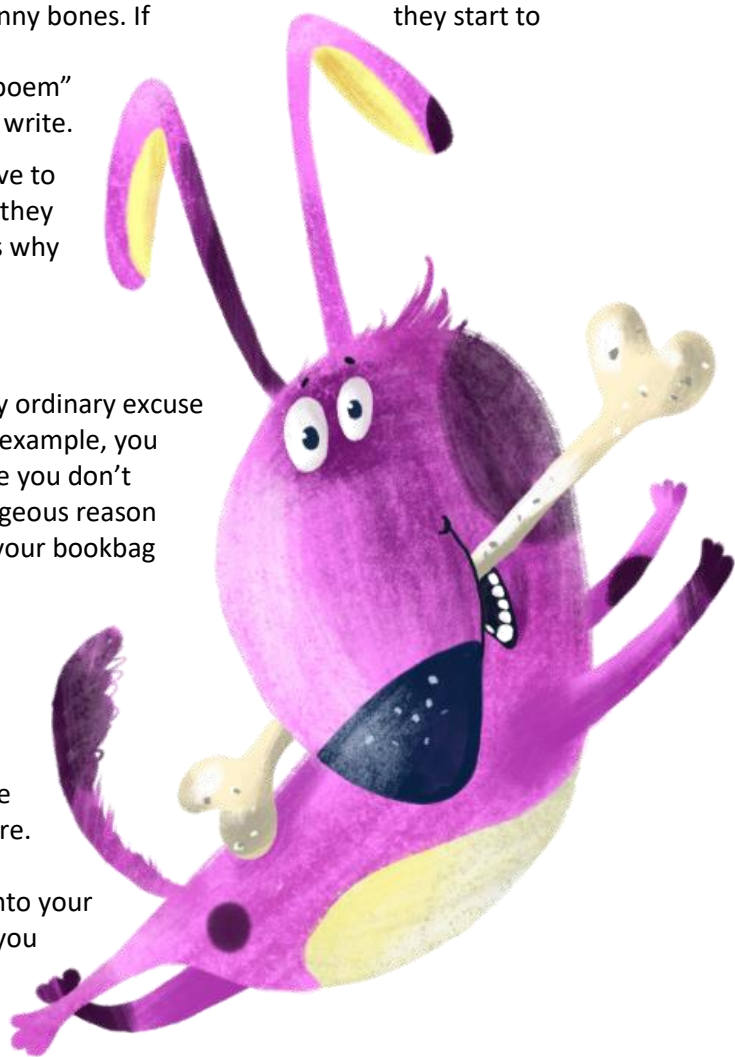 nny bones. If they start to
poem”
write.
ve to
they
s why
y ordinary excuse
example, you
e you don’t
geous reason
your bookbag
e
re.
nto your
you